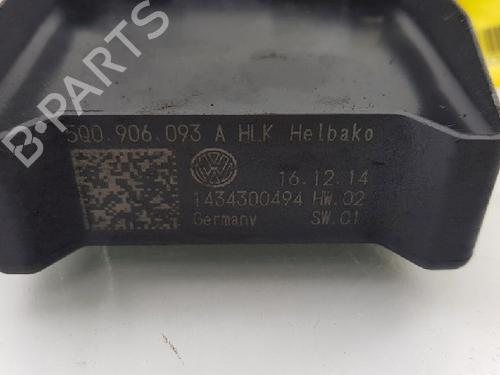 B-PARTS
5Q0.906.093 A HLK Helbako
16.12.14
1434300494 HW.02
Germany SW.01